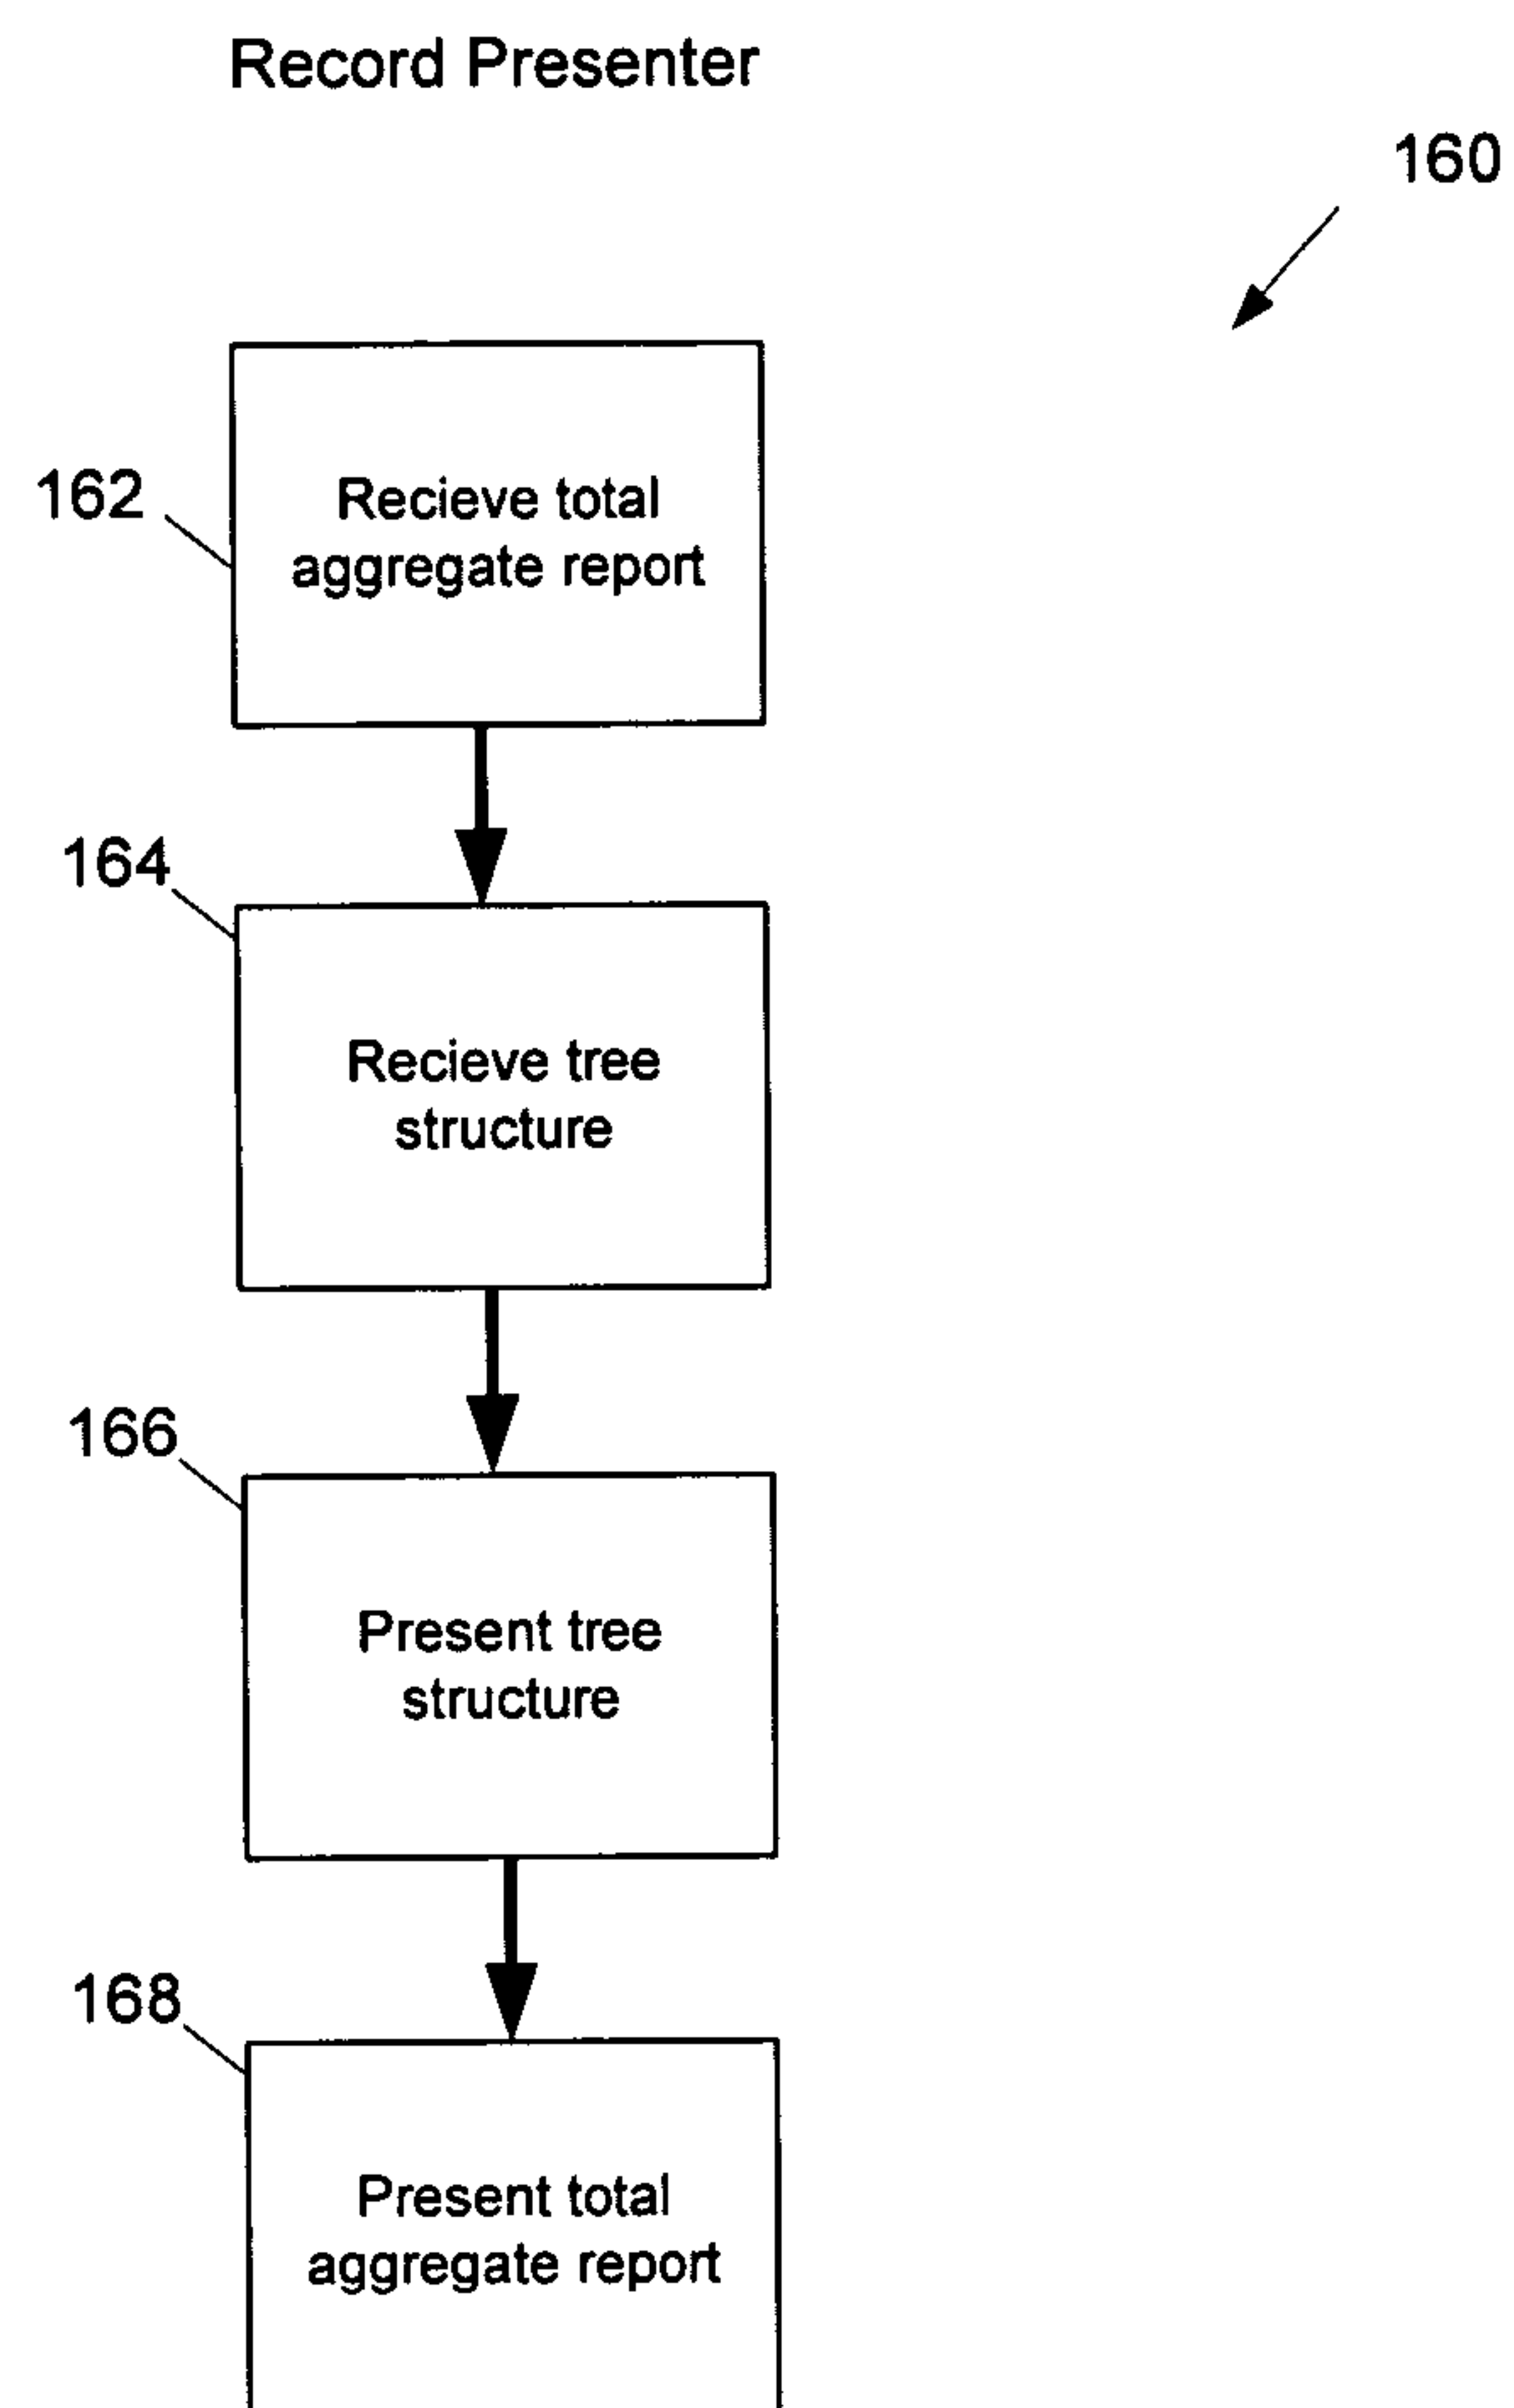 Record Presenter
160
162
Recieve total
aggregate report
164
Recieve tree
structure
166
Present tree
structure
168
Present total
aggregate report